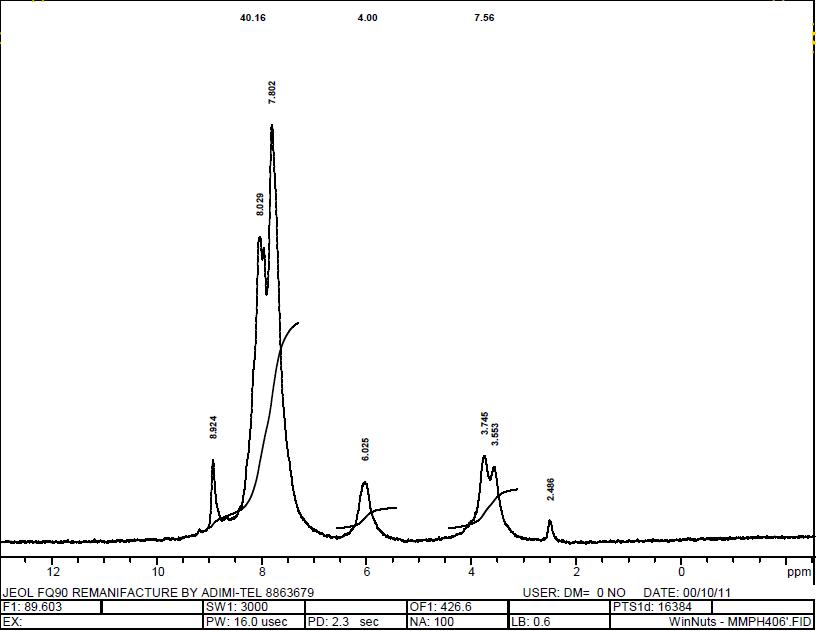 40.16 4.00 7.56
7.802
8.029
8.924
6.025
3.745
3.553
2.486
12 10 8 6 4 2 0 ppm
JEOL FQ90 REMANIFACTURE BY ADIMI-TEL 8863679 USER: DM= 0 NO DATE: 00/10/11
F1: 89.603 SW1: 3000 OF1: 426.6 PTS1d: 16384
EX: PW: 16.0 usec PD: 2.3 sec NA: 100 LB: 0.6 WinNuts - MMPH406'.FID